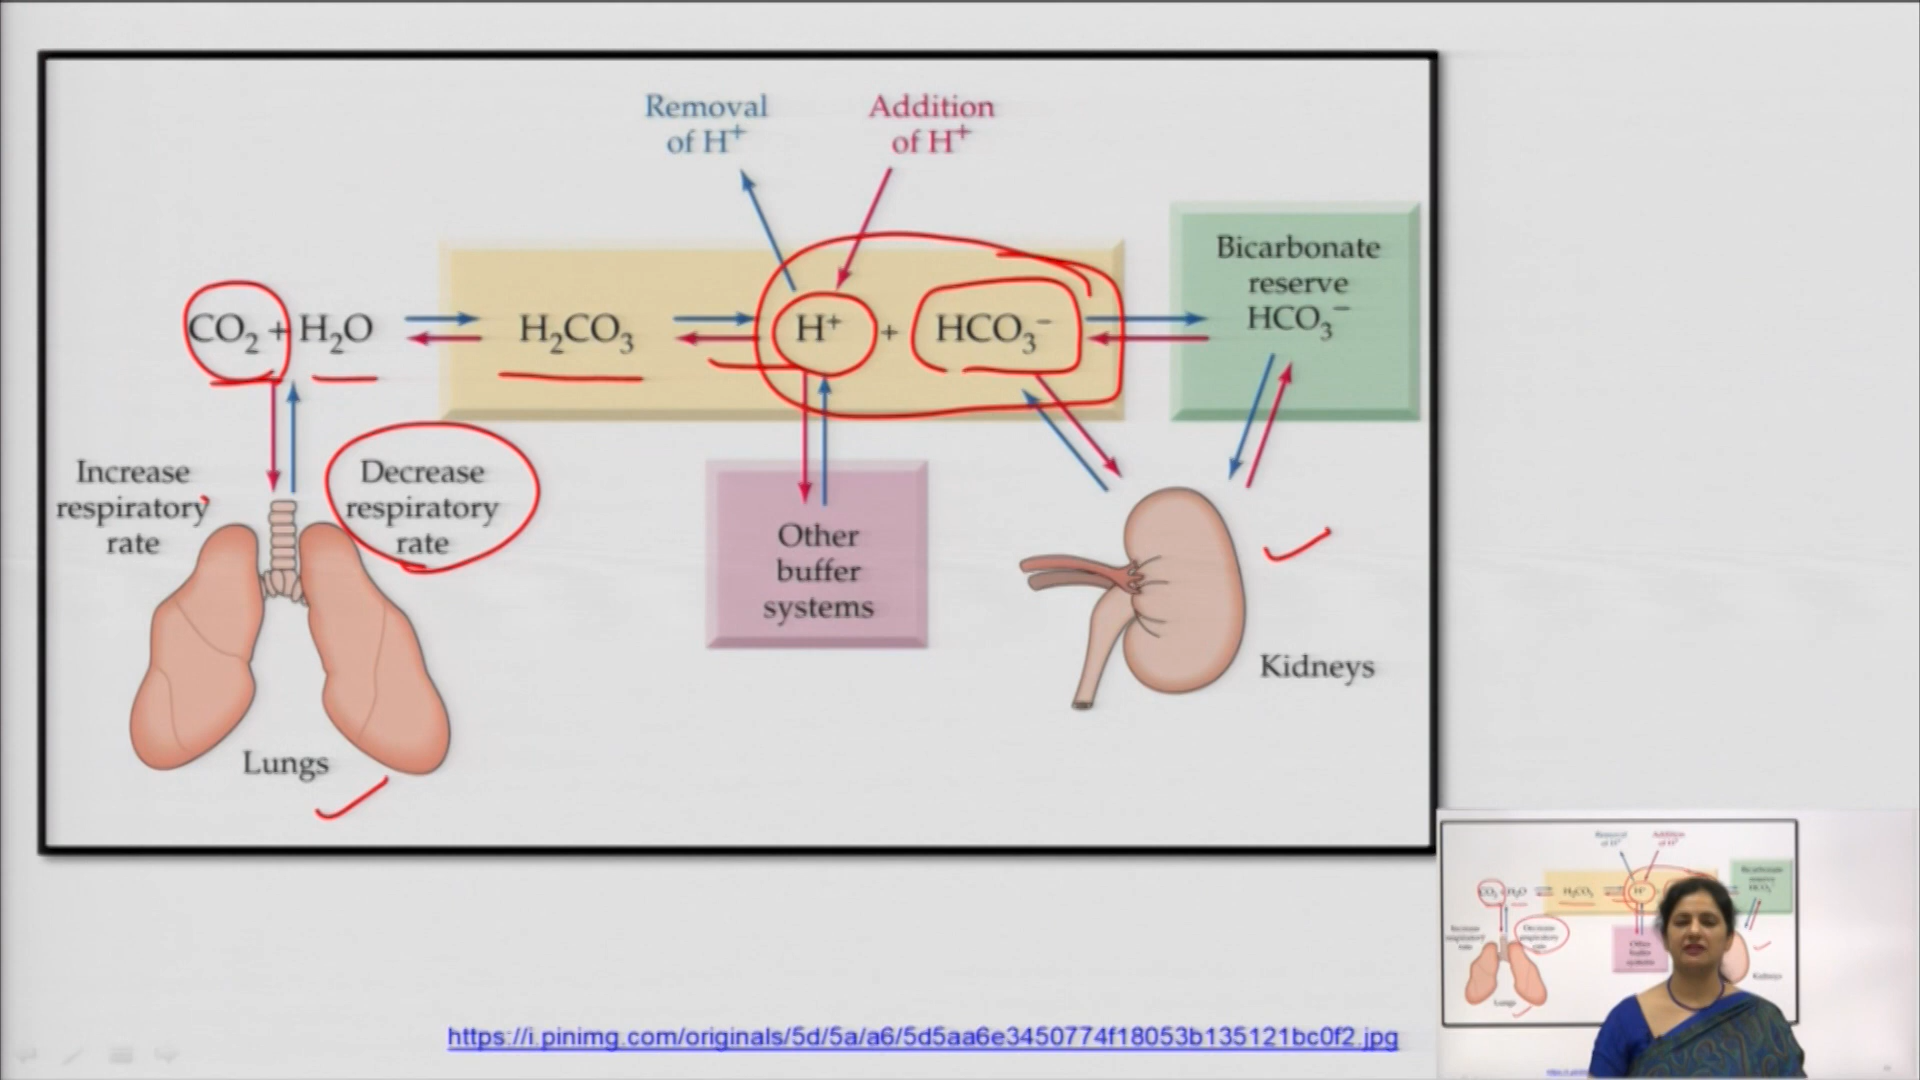 Removal
of H⁺
Addition
of H⁺
CO₂ + H₂O
H₂CO₃
H⁺ + HCO₃⁻
Bicarbonate
reserve
HCO₃⁻
Increase
respiratory
rate
Decrease
respiratory
rate
Other
buffer
systems
Lungs
Kidneys
https://i.pinimg.com/originals/5d/5a/a6/5d5aa6e3450774f18053b135121bc0f2.jpg